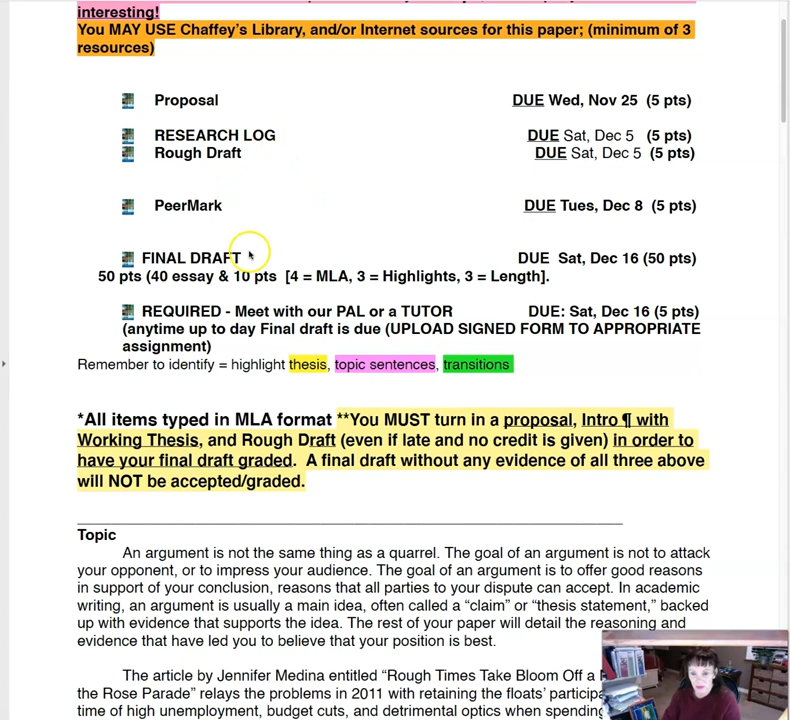 interesting!
You MAY USE Chaffey's Library, and/or Internet sources for this paper; (minimum of 3
resources)
Proposal DUE Wed, Nov 25 (5 pts)
RESEARCH LOG DUE Sat, Dec 5 (5 pts)
Rough Draft DUE Sat, Dec 5 (5 pts)
PeerMark DUE Tues, Dec 8 (5 pts)
FINAL DRAFT DUE Sat, Dec 16 (50 pts)
50 pts (40 essay & 10 pts [4 = MLA, 3 = Highlights, 3 = Length].
REQUIRED - Meet with our PAL or a TUTOR DUE: Sat, Dec 16 (5 pts)
(anytime up to day Final draft is due (UPLOAD SIGNED FORM TO APPROPRIATE
assignment)
Remember to identify = highlight thesis, topic sentences, transitions
*All items typed in MLA format **You MUST turn in a proposal, Intro ¶ with
Working Thesis, and Rough Draft (even if late and no credit is given) in order to
have your final draft graded. A final draft without any evidence of all three above
will NOT be accepted/graded.
Topic
An argument is not the same thing as a quarrel. The goal of an argument is not to attack
your opponent, or to impress your audience. The goal of an argument is to offer good reasons
in support of your conclusion, reasons that all parties to your dispute can accept. In academic
writing, an argument is usually a main idea, often called a "claim" or "thesis statement," backed
up with evidence that supports the idea. The rest of your paper will detail the reasoning and
evidence that have led you to believe that your position is best.
The article by Jennifer Medina entitled "Rough Times Take Bloom Off a
the Rose Parade" relays the problems in 2011 with retaining the floats' participa
time of high unemployment, budget cuts, and detrimental optics when spending